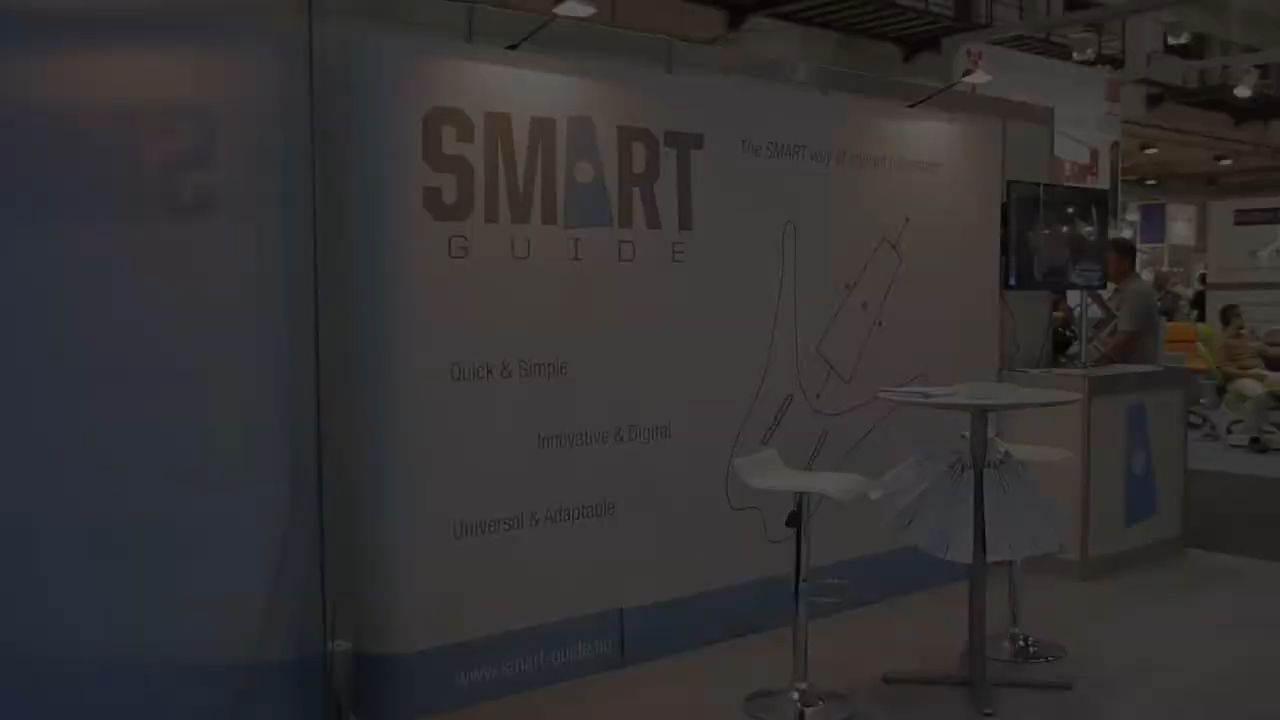 SMART
GUIDE
The SMART way of
Quick & Simple
Innovative & Digital
Universal & Adaptable
www.smart-guide.hu